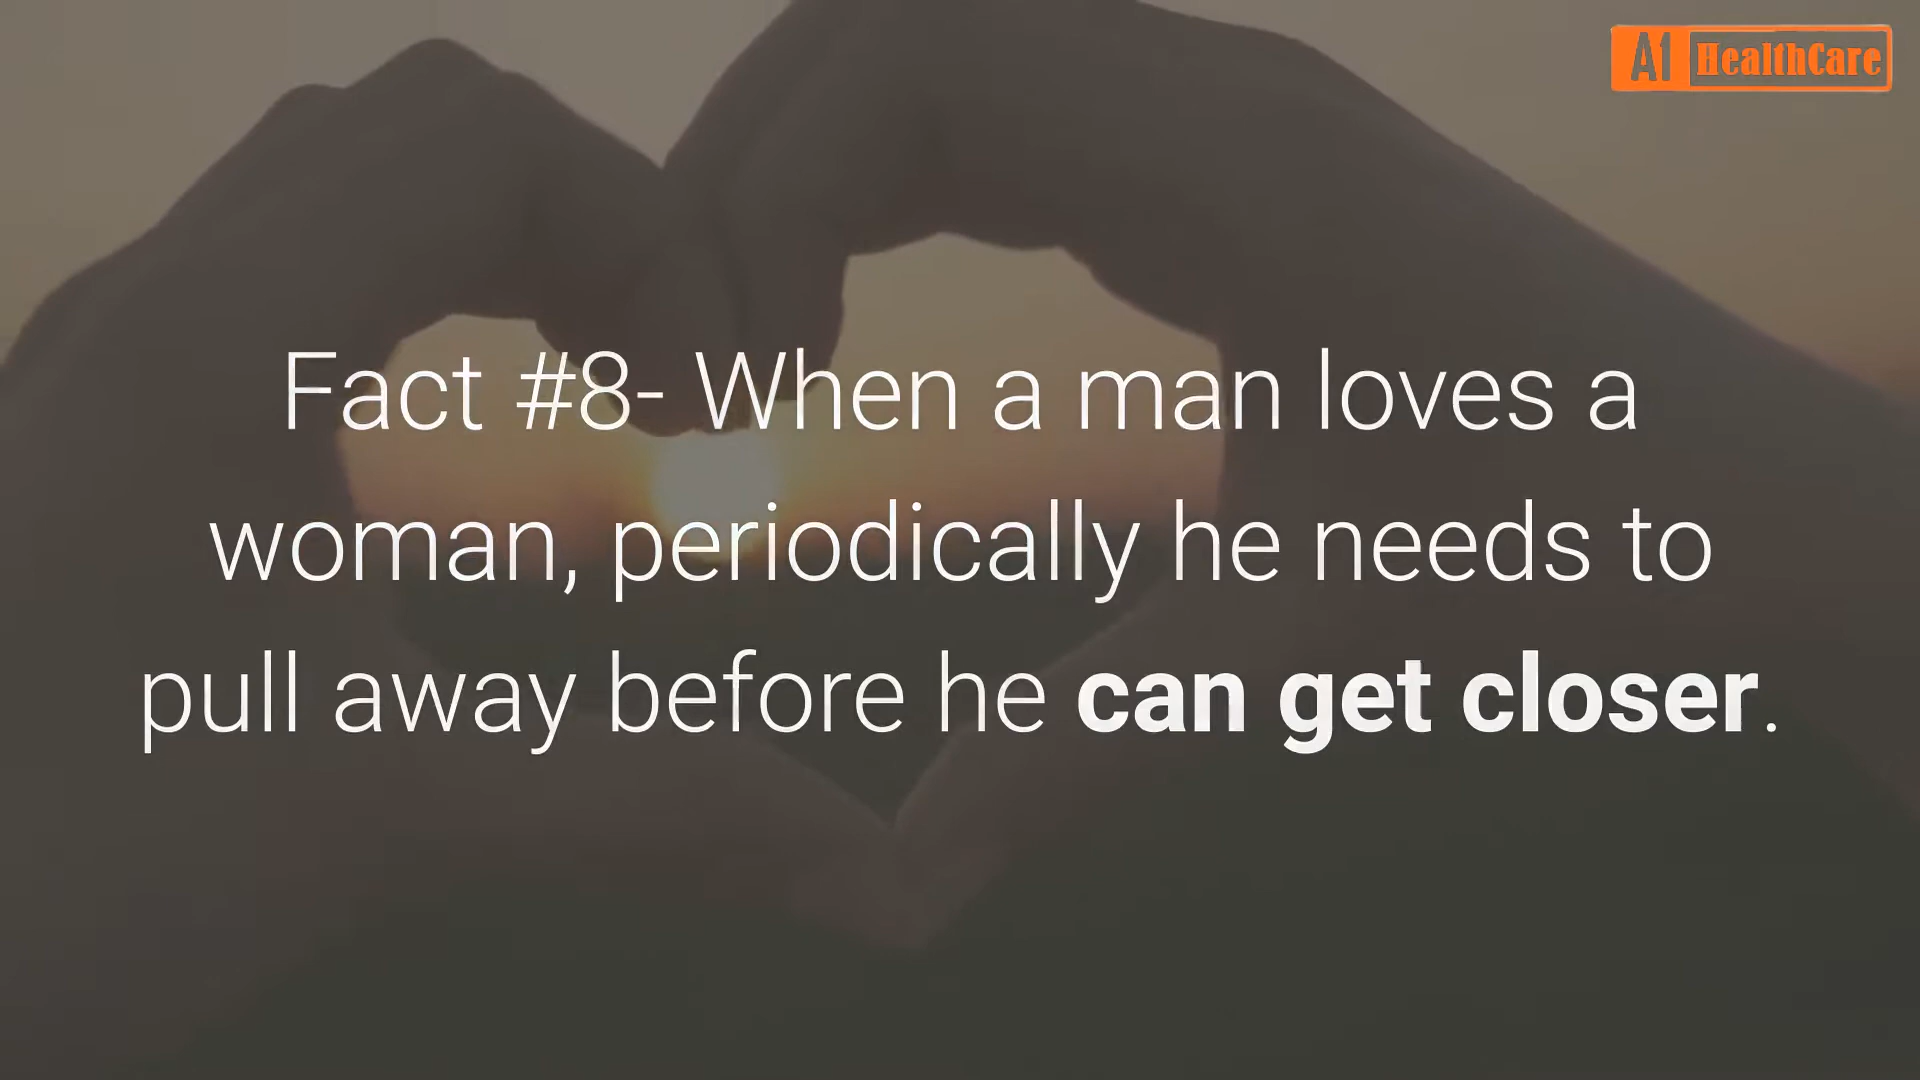 A1 HealthCare
Fact #8- When a man loves a
woman, periodically he needs to
pull away before he can get closer.